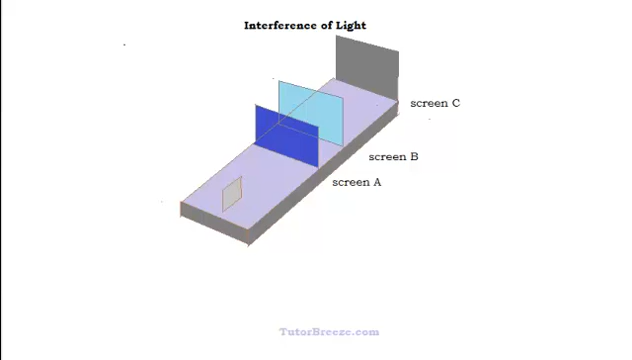 Interference of Light
screen C
screen B
screen A
TutorBreeze.com